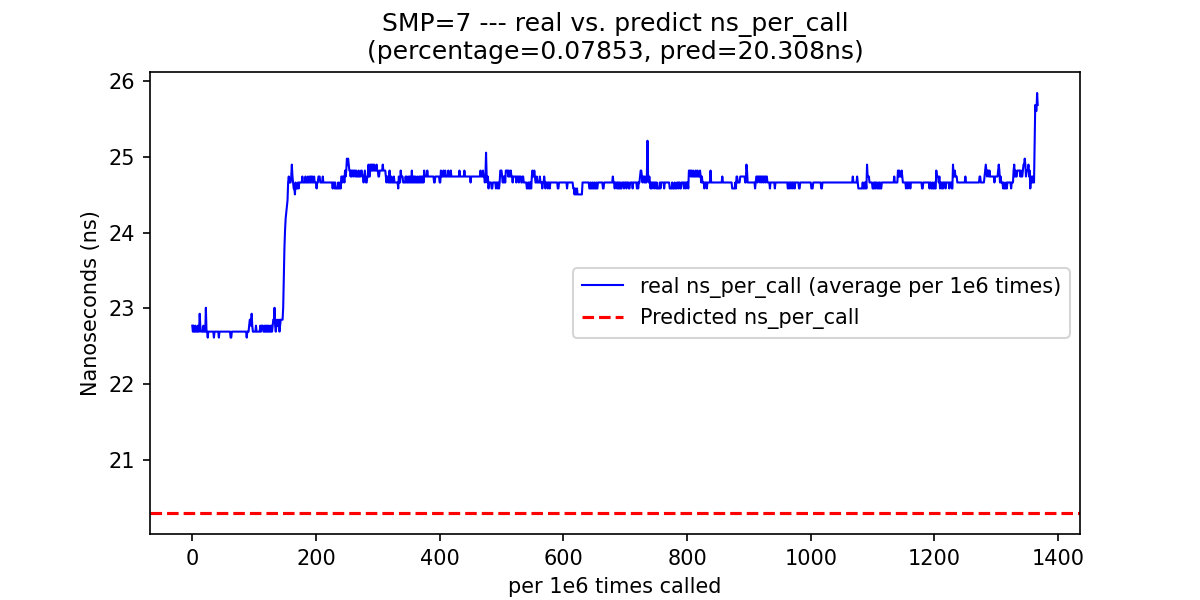 SMP=7 --- real vs. predict ns_per_call
(percentage=0.07853, pred=20.308ns)
26
25
24
23
22
21
Nanoseconds (ns)
real ns_per_call (average per 1e6 times)
Predicted ns_per_call
0 200 400 600 800 1000 1200 1400
per 1e6 times called